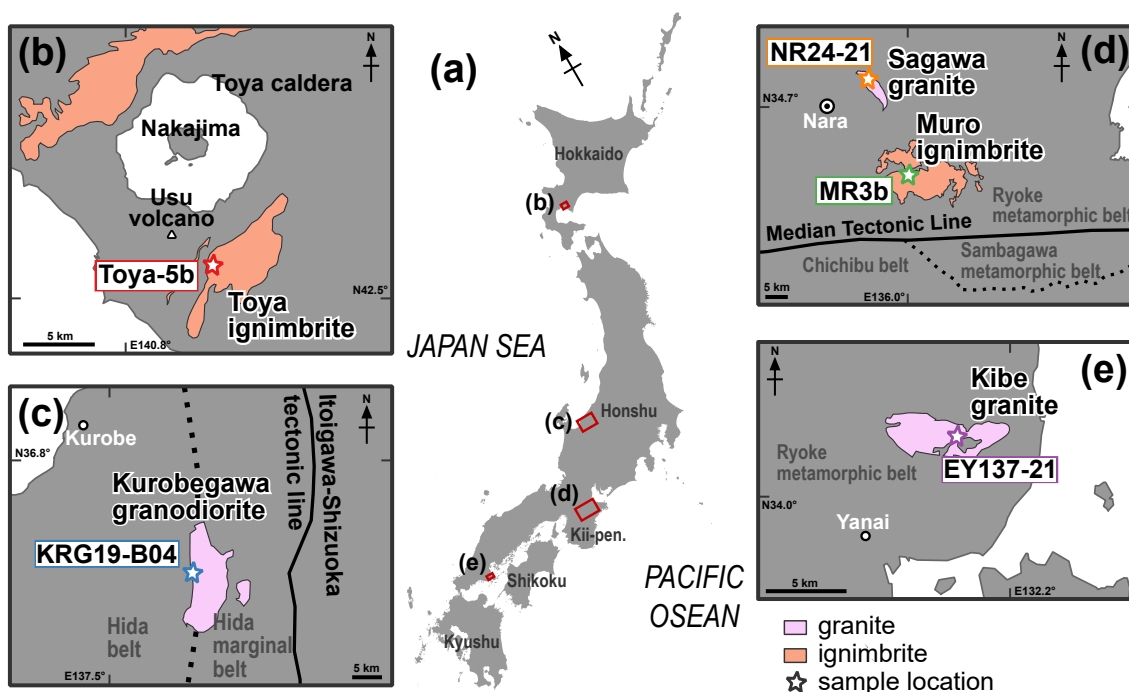 (b)
N
Toya caldera
Nakajima
Usu
volcano
Toya-5b
Toya
ignimbrite
N42.5°
5 km
E140.8°
(c)
N
Kurobe
N36.8°
Kurobegawa
granodiorite
KRG19-B04
Itoigawa-Shizuoka
tectonic line
Hida
belt
Hida
marginal
belt
E137.5°
5 km
(a)
N
Hokkaido
(b)
JAPAN SEA
(c)
Honshu
(d)
Kii-pen.
(e)
Shikoku
Kyushu
PACIFIC
OSEAN
(d)
N
NR24-21
Sagawa
granite
N34.7°
Nara
Muro
ignimbrite
MR3b
Ryoke
metamorphic belt
Median Tectonic Line
Chichibu belt
Sambagawa
metamorphic belt
5 km
E136.0°
(e)
N
Kibe
granite
Ryoke
metamorphic belt
EY137-21
N34.0°
Yanai
5 km
E132.2°
granite
ignimbrite
sample location